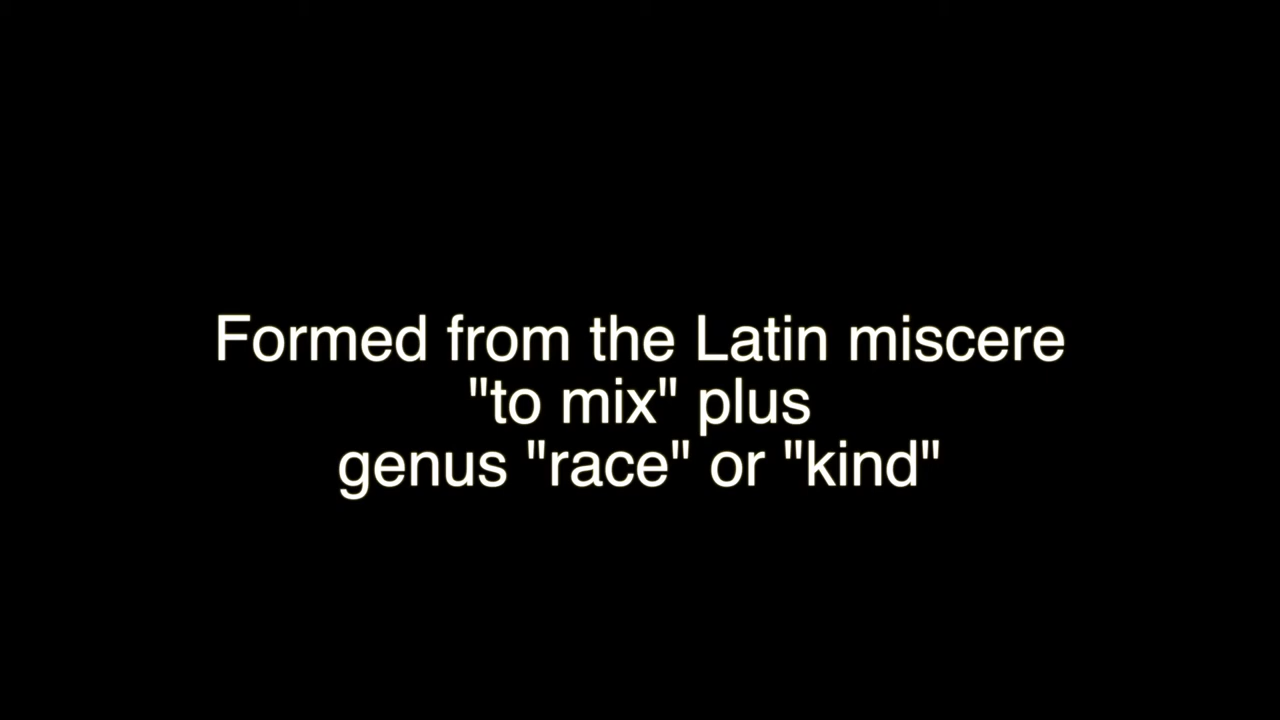 Formed from the Latin miscere
"to mix" plus
genus "race" or "kind"